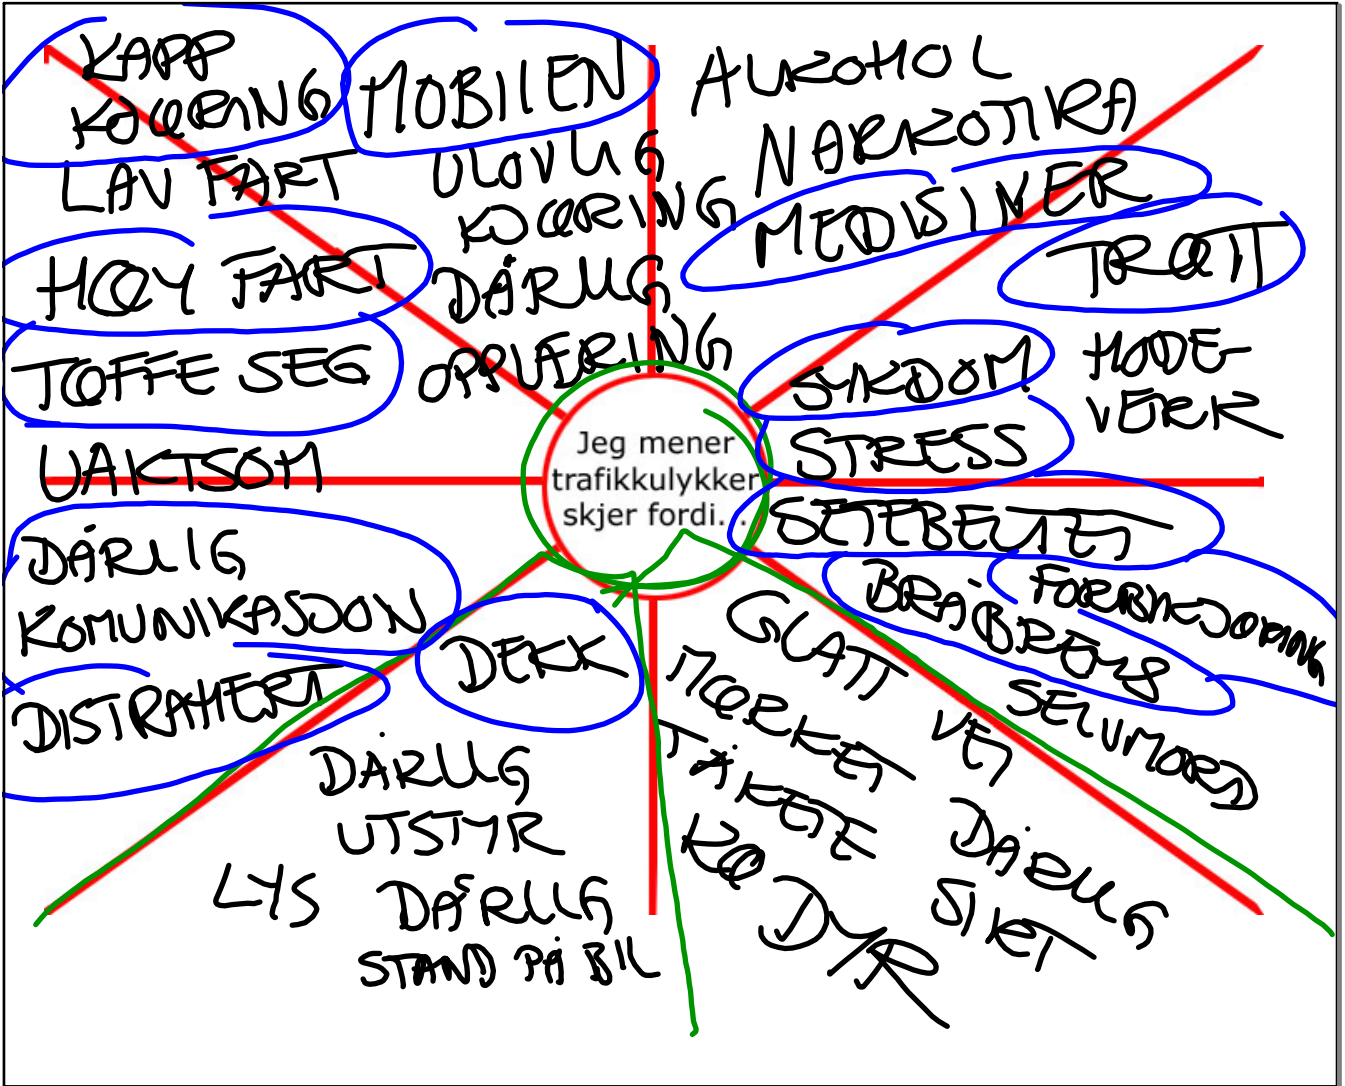 KAPP
KJØRING
MOBILEN
LAV FART
ULOVLIG
KJØRING
HØY FART
DÅRLIG
OPPLÆRING
TØFFE SEG
UAKTSOM
ALKOHOL
NARKOTIKA
MEDISINER
TRØTT
SYKDOM
HODE-
VERK
STRESS
Jeg mener
trafikkulykker
skjer fordi...
SETEBELTET
BRÅBREMS
FORBIKJØRING
SELVMORD
DÅRLIG
KOMUNIKASJON
DISTRAHERT
DEKK
DÅRLIG
UTSTYR
LYS
DÅRLIG
STAND PÅ BIL
GLATT
VEI
MØRKET
TÅKETE
KØ
DYR
DÅRLIG
SIKT